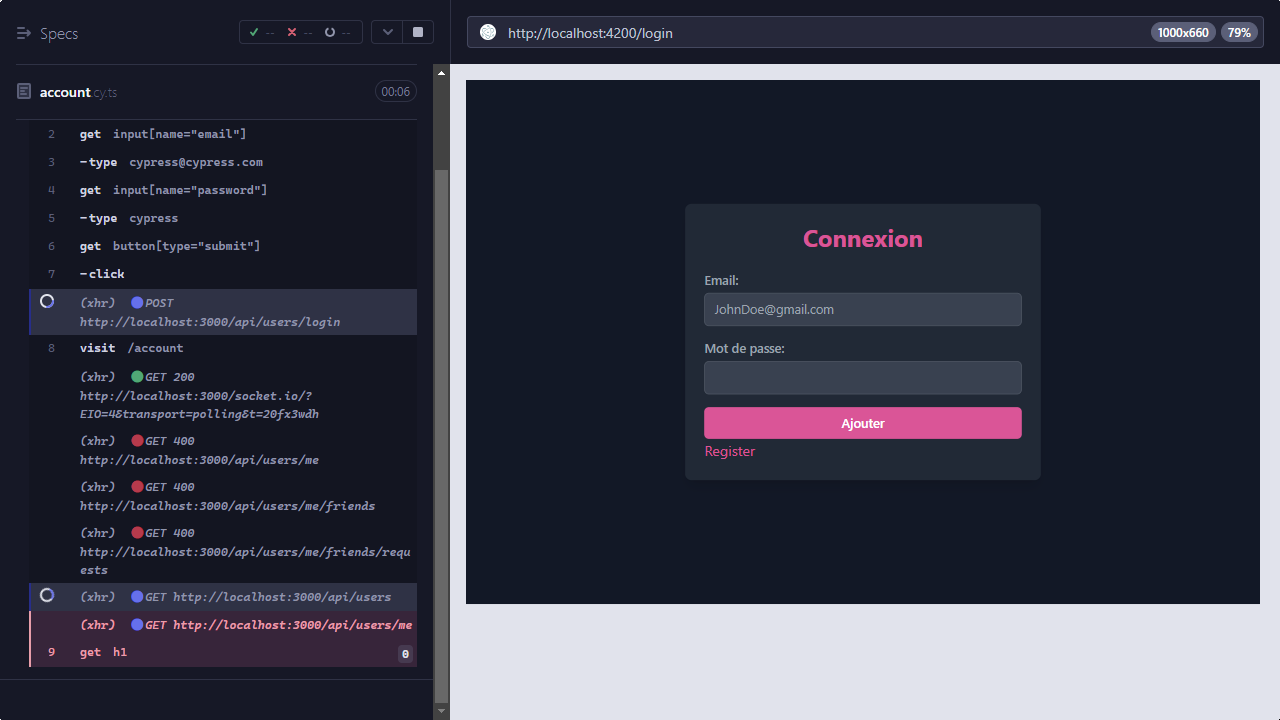 Specs
--
--
--
http://localhost:4200/login
1000x660
79%
account.cy.ts
00:06
2 get input[name="email"]
3 -type cypress@cypress.com
4 get input[name="password"]
5 -type cypress
6 get button[type="submit"]
7 -click
(xhr) POST
http://localhost:3000/api/users/login
8 visit /account
(xhr) GET 200
http://localhost:3000/socket.io/?
EIO=4&transport=polling&t=20fx3wdh
(xhr) GET 400
http://localhost:3000/api/users/me
(xhr) GET 400
http://localhost:3000/api/users/me/friends
(xhr) GET 400
http://localhost:3000/api/users/me/friends/requ
ests
(xhr) GET http://localhost:3000/api/users
(xhr) GET http://localhost:3000/api/users/me
9 get h1 0
Connexion
Email:
JohnDoe@gmail.com
Mot de passe:
Ajouter
Register